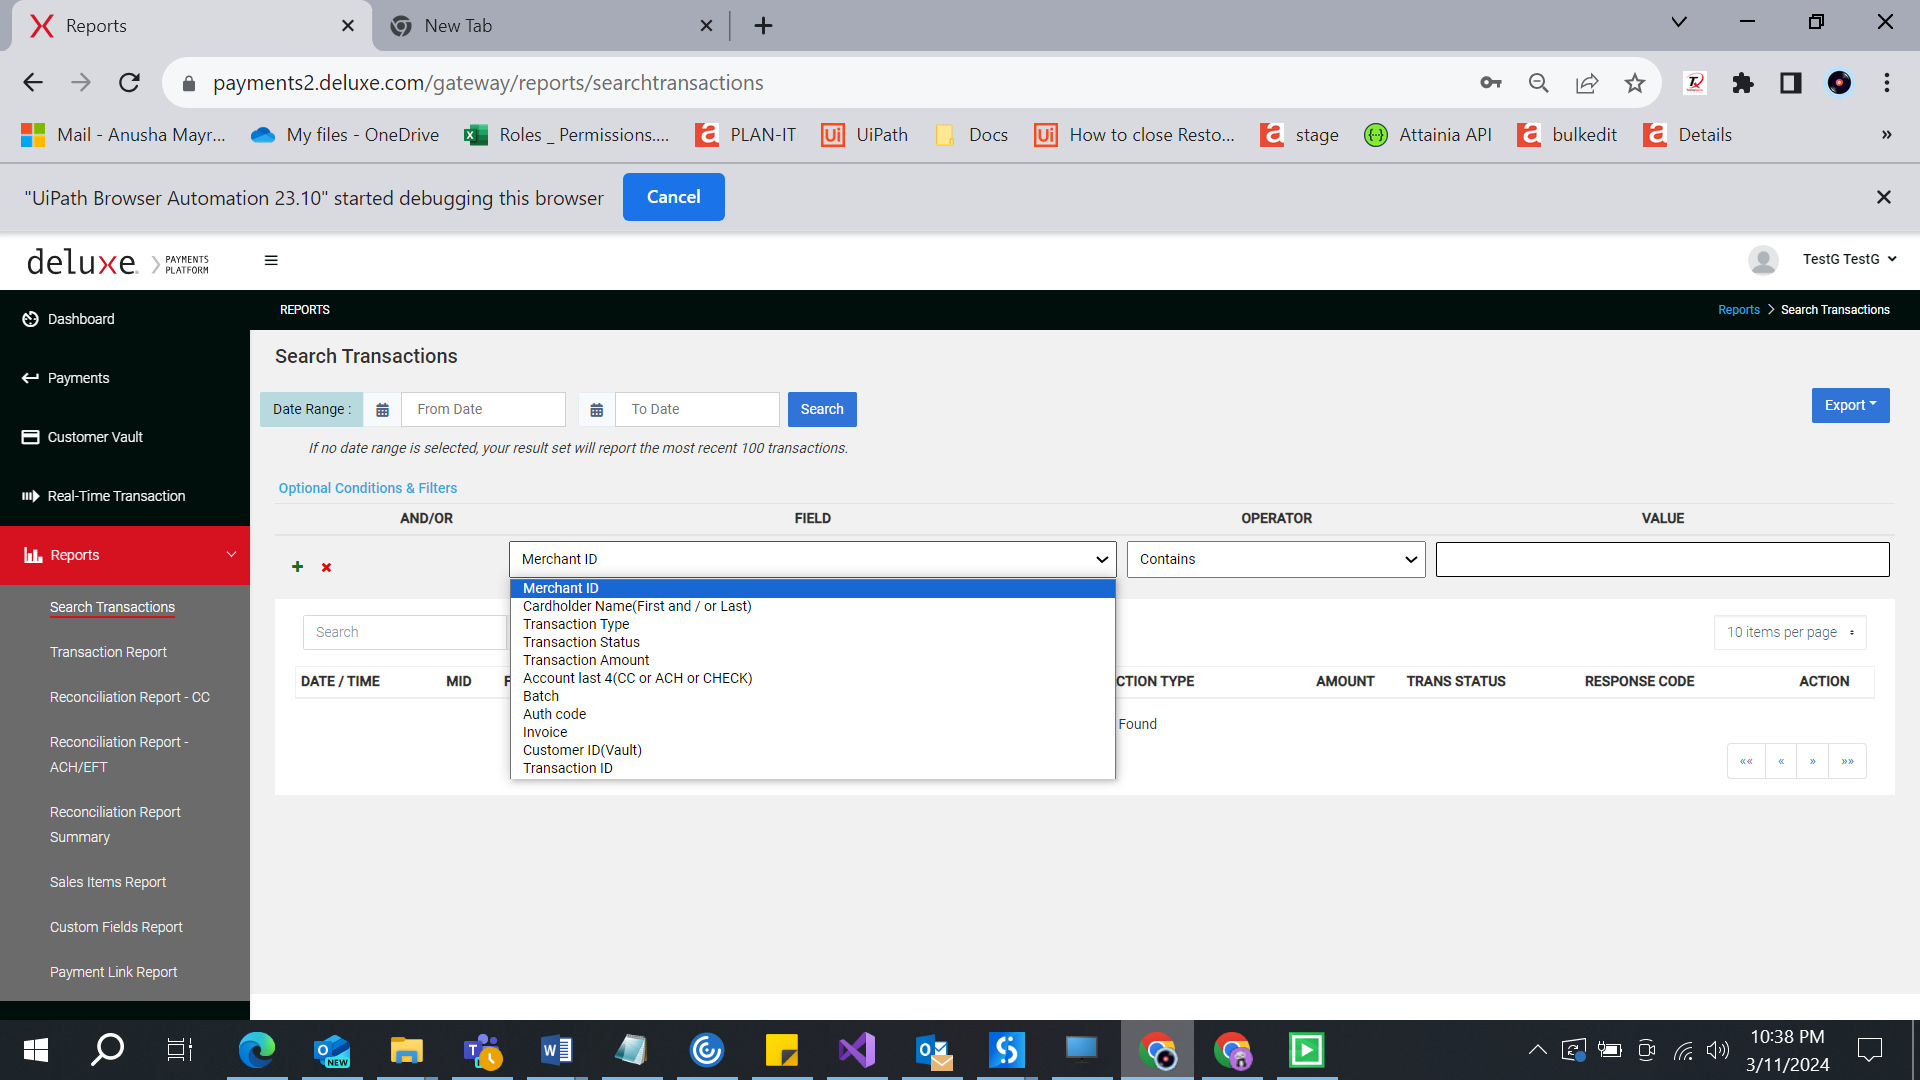 Reports
New Tab
payments2.deluxe.com/gateway/reports/searchtransactions
Mail - Anusha Mayr...
My files - OneDrive
Roles _ Permissions....
PLAN-IT
UiPath
Docs
How to close Resto...
stage
Attainia API
bulkedit
Details
»
"UiPath Browser Automation 23.10" started debugging this browser
Cancel
deluxe.
PAYMENTS
PLATFORM
TestG TestG
Dashboard
Payments
Customer Vault
Real-Time Transaction
Reports
Search Transactions
Transaction Report
Reconciliation Report - CC
Reconciliation Report -
ACH/EFT
Reconciliation Report
Summary
Sales Items Report
Custom Fields Report
Payment Link Report
REPORTS
Reports > Search Transactions
Search Transactions
Date Range :
From Date
To Date
Search
Export
If no date range is selected, your result set will report the most recent 100 transactions.
Optional Conditions & Filters
AND/OR
FIELD
OPERATOR
VALUE
Merchant ID
Contains
Merchant ID
Cardholder Name(First and / or Last)
Transaction Type
Transaction Status
Transaction Amount
Account last 4(CC or ACH or CHECK)
Batch
Auth code
Invoice
Customer ID(Vault)
Transaction ID
Search
10 items per page
DATE / TIME
MID
F
CTION TYPE
AMOUNT
TRANS STATUS
RESPONSE CODE
ACTION
Found
««
«
»
»»
NEW
10:38 PM
3/11/2024